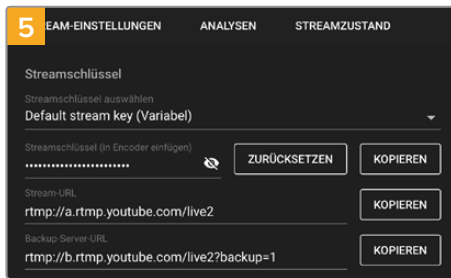 5
EAM-EINSTELLUNGEN ANALYSEN STREAMZUSTAND
Streamschlüssel
Streamschlüssel auswählen
Default stream key (Variabel)
Streamschlüssel (in Encoder einfügen)
•••••••••••••••••••••••• ZURÜCKSETZEN KOPIEREN
Stream-URL
rtmp://a.rtmp.youtube.com/live2 KOPIEREN
Backup-Server-URL
rtmp://b.rtmp.youtube.com/live2?backup=1 KOPIEREN